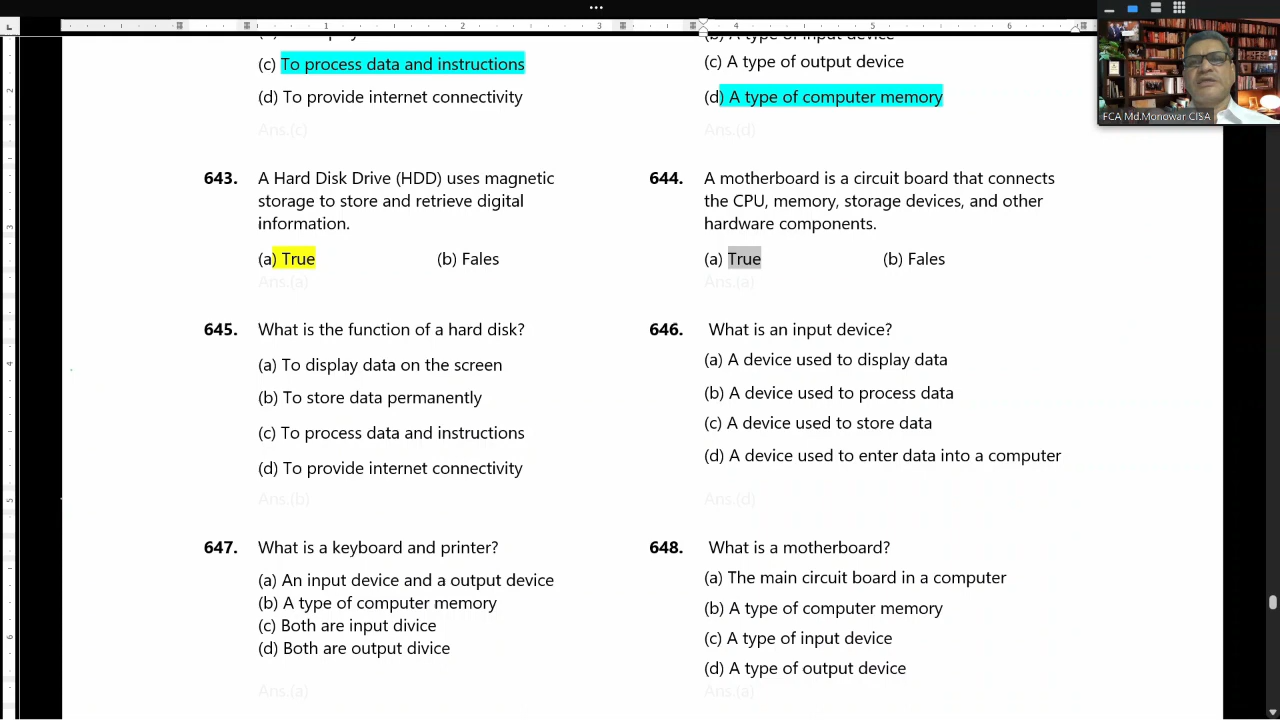 (c) To process data and instructions
(d) To provide internet connectivity
Ans.(c)
(b) A type of input device
(c) A type of output device
(d) A type of computer memory
Ans.(d)
FCA Md.Monowar CISA
643. A Hard Disk Drive (HDD) uses magnetic
storage to store and retrieve digital
information.
(a) True (b) Fales
Ans.(a)
644. A motherboard is a circuit board that connects
the CPU, memory, storage devices, and other
hardware components.
(a) True (b) Fales
Ans.(a)
645. What is the function of a hard disk?
(a) To display data on the screen
(b) To store data permanently
(c) To process data and instructions
(d) To provide internet connectivity
Ans.(b)
646. What is an input device?
(a) A device used to display data
(b) A device used to process data
(c) A device used to store data
(d) A device used to enter data into a computer
Ans.(d)
647. What is a keyboard and printer?
(a) An input device and a output device
(b) A type of computer memory
(c) Both are input divice
(d) Both are output divice
Ans.(a)
648. What is a motherboard?
(a) The main circuit board in a computer
(b) A type of computer memory
(c) A type of input device
(d) A type of output device
Ans.(a)